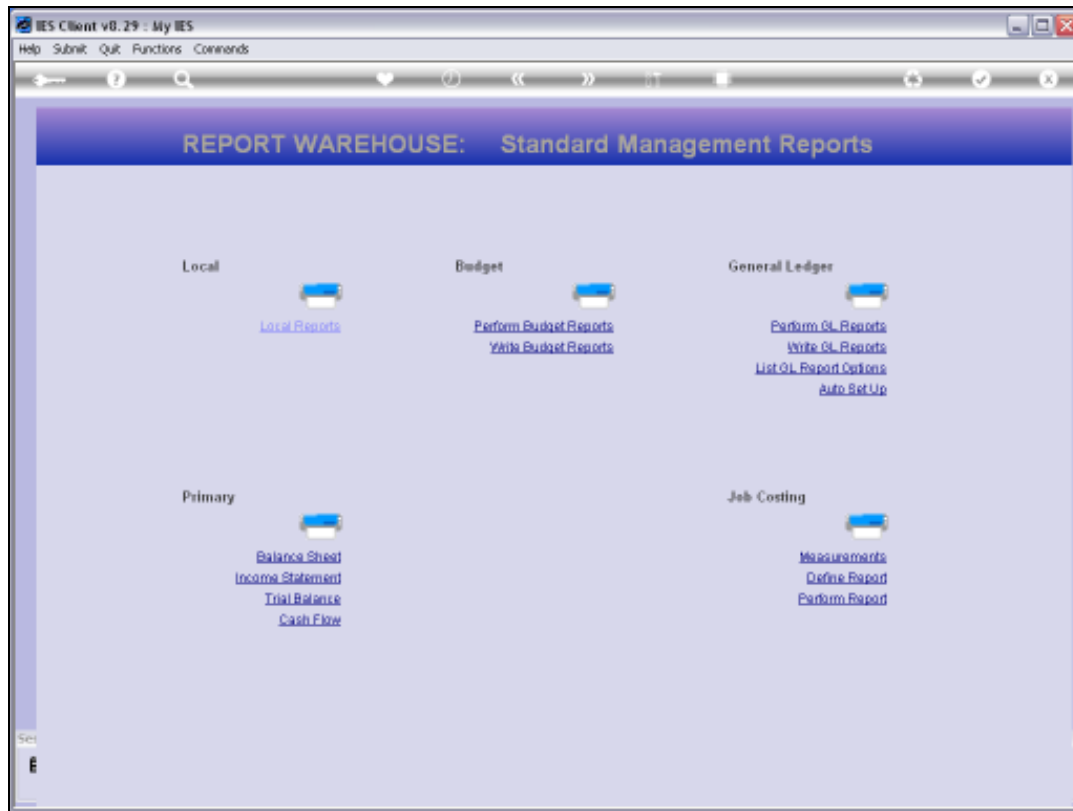 IES Client v8.29 : My IES
Help Submit Quit Functions Commands
REPORT WAREHOUSE: Standard Management Reports
Local
Local Reports
Budget
Perform Budget Reports
Write Budget Reports
General Ledger
Perform GL Reports
Write GL Reports
List GL Report Options
Auto Set Up
Primary
Balance Sheet
Income Statement
Trial Balance
Cash Flow
Job Costing
Measurements
Define Report
Perform Report